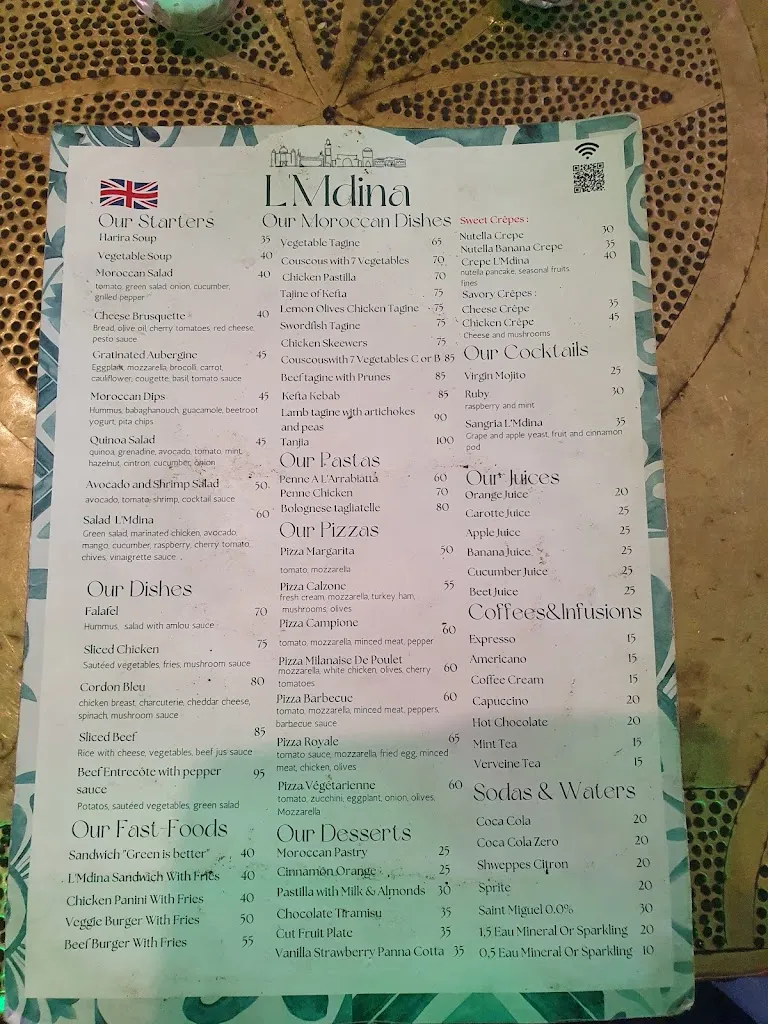 L'Mdina
Our Starters
Harira Soup 35
Vegetable Soup 40
Moroccan Salad 40
tomato, green salad, onion, cucumber,
grilled pepper
Cheese Brusquette 40
Bread, olive oil, cherry tomatoes, red cheese,
pesto sauce
Gratinated Aubergine 45
Eggplant, mozzarella, brocolli, carrot,
cauliflower, cougette, basil, tomato sauce
Moroccan Dips 45
Hummus, babaghanouch, guacamole, beetroot
yogurt, pita chips
Quinoa Salad 45
quinoa, grenadine, avocado, tomato, mint,
hazelnut, cintron, cucumber, onion
Avocado and Shrimp Salad 50
avocado, tomato, shrimp, cocktail sauce
Salad L'Mdina 60
Green salad, marinated chicken, avocado,
mango, cucumber, raspberry, cherry tomato,
chives, vinaigrette sauce
Our Dishes
Falafel 70
Hummus, salad with amlou sauce
Sliced Chicken 75
Sautéed vegetables, fries, mushroom sauce
Cordon Bleu 80
chicken breast, charcuterie, cheddar cheese,
spinach, mushroom sauce
Sliced Beef 85
Rice with cheese, vegetables, beef jus sauce
Beef Entrecôte with pepper
sauce 95
Potatos, sautéed vegetables, green salad
Our Fast-Foods
Sandwich "Green is better" 40
L'Mdina Sandwich With Fries 40
Chicken Panini With Fries 40
Veggie Burger With Fries 50
Beef Burger With Fries 55
Our Moroccan Dishes
Vegetable Tagine 65
Couscous with 7 Vegetables 70
Chicken Pastilla 70
Tajine of Kefta 75
Lemon Olives Chicken Tagine 75
Swordfish Tagine 75
Chicken Skeewers 75
Couscouswith 7 Vegetables C or B 85
Beef tagine with Prunes 85
Kefta Kebab 85
Lamb tagine with artichokes
and peas 90
Tanjia 100
Our Pastas
Penne A L'Arrabiatta 60
Penne Chicken 70
Bolognese tagliatelle 80
Our Pizzas
Pizza Margarita 50
tomato, mozzarella
Pizza Calzone 55
fresh cream, mozzarella, turkey ham,
mushrooms, olives
Pizza Campione 60
tomato, mozzarella, minced meat, pepper
Pizza Milanaise De Poulet 60
mozzarella, white chicken, olives, cherry
tomatoes
Pizza Barbecue 60
tomato, mozzarella, minced meat, peppers,
barbecue sauce
Pizza Royale 65
tomato sauce, mozzarella, fried egg, minced
meat, chicken, olives
Pizza Végétarienne 60
tomato, zucchini, eggplant, onion, olives,
Mozzarella
Our Desserts
Moroccan Pastry 25
Cinnamon Orange 25
Pastilla with Milk & Almonds 30
Chocolate Tiramisu 35
Cut Fruit Plate 35
Vanilla Strawberry Panna Cotta 35
Sweet Crêpes :
Nutella Crepe 30
Nutella Banana Crepe 35
Crepe L'Mdina 40
nutella pancake, seasonal fruits,
fines
Savory Crêpes :
Cheese Crêpe 35
Chicken Crêpe 45
Cheese and mushrooms
Our Cocktails
Virgin Mojito 25
Ruby 30
raspberry and mint
Sangria L'Mdina 35
Grape and apple yeast, fruit and cinnamon
pod
Our Juices
Orange Juice 20
Carotte Juice 25
Apple Juice 25
Banana Juice 25
Cucumber Juice 25
Beet Juice 25
Coffees&Infusions
Expresso 15
Americano 15
Coffee Cream 15
Capuccino 20
Hot Chocolate 20
Mint Tea 15
Verveine Tea 15
Sodas & Waters
Coca Cola 20
Coca Cola Zero 20
Shweppes Citron 20
Sprite 20
Saint Miguel 0.0% 30
1,5 Eau Mineral Or Sparkling 20
0,5 Eau Mineral Or Sparkling 10